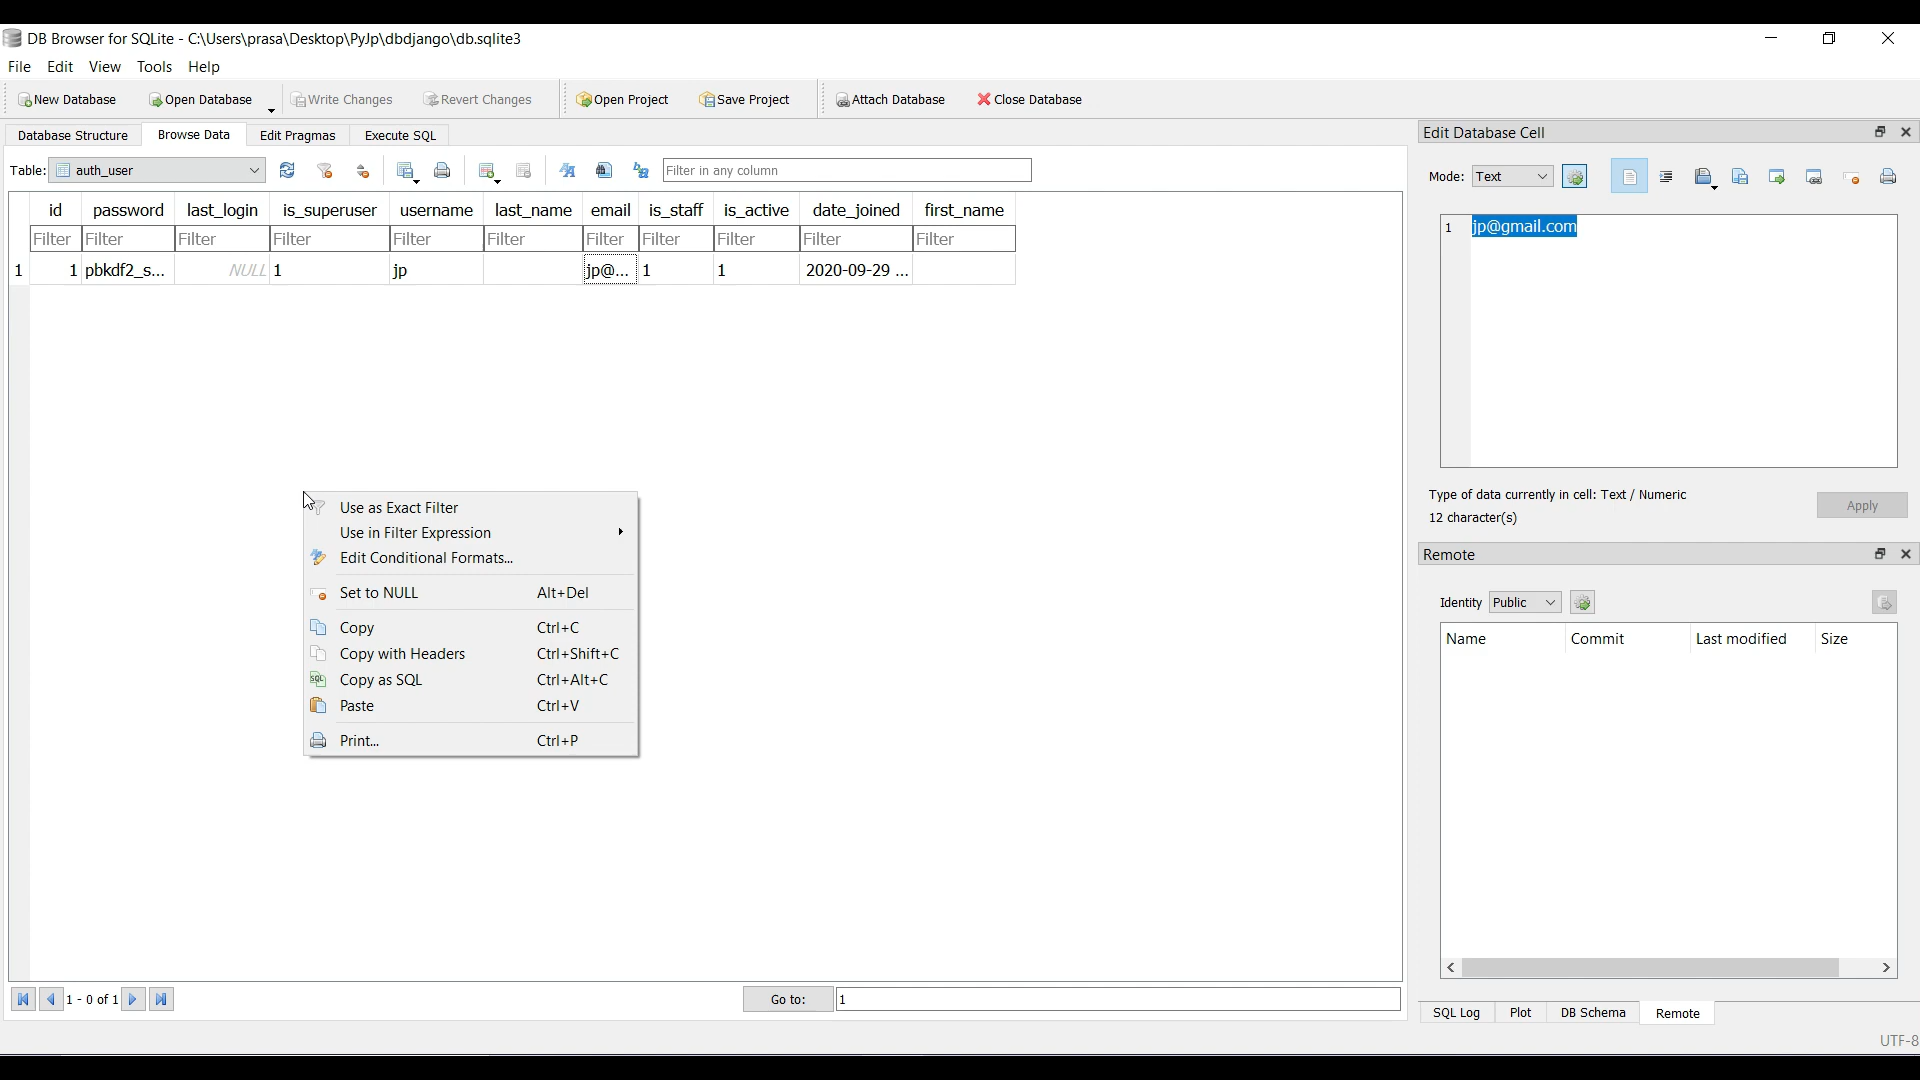 DB Browser for SQLite - C:\Users\prasa\Desktop\PyJp\dbdjango\db.sqlite3
File Edit View Tools Help
New Database Open Database Write Changes Revert Changes Open Project Save Project Attach Database Close Database
Database Structure Browse Data Edit Pragmas Execute SQL
Table: auth_user Filter in any column
id password last_login is_superuser username last_name email is_staff is_active date_joined first_name
Filter Filter Filter Filter Filter Filter Filter Filter Filter Filter Filter
1 1 pbkdf2_s... NULL 1 jp jp@... 1 1 2020-09-29 ...
Use as Exact Filter
Use in Filter Expression
Edit Conditional Formats...
Set to NULL Alt+Del
Copy Ctrl+C
Copy with Headers Ctrl+Shift+C
SQL Copy as SQL Ctrl+Alt+C
Paste Ctrl+V
Print... Ctrl+P
1 - 0 of 1 Go to: 1
Edit Database Cell
Mode: Text
1 jp@gmail.com
Type of data currently in cell: Text / Numeric
12 character(s)
Apply
Remote
Identity Public
Name Commit Last modified Size
SQL Log Plot DB Schema Remote
UTF-8